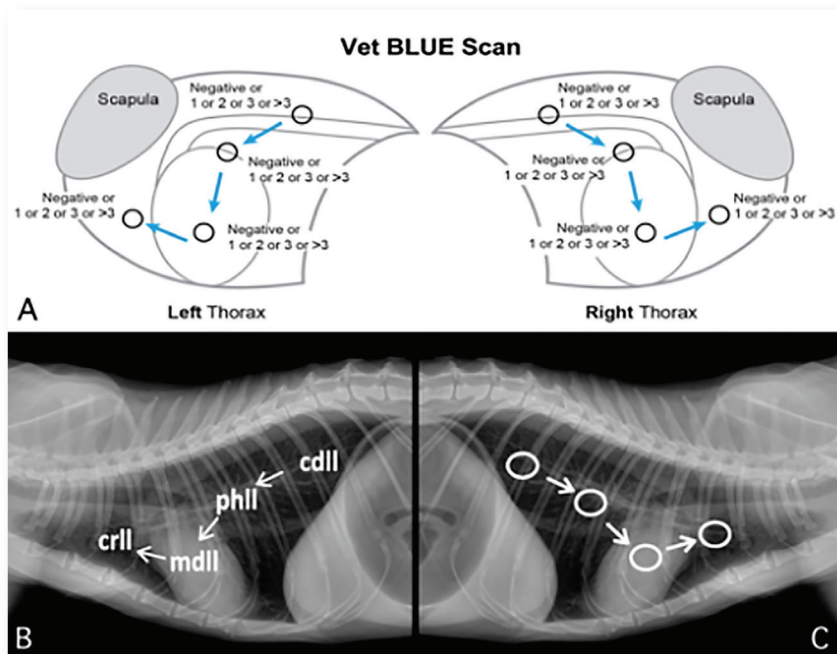 Vet BLUE Scan
Scapula
Negative or
1 or 2 or 3 or >3
Negative or
1 or 2 or 3 or >3
Negative or
1 or 2 or 3 or >3
Negative or
1 or 2 or 3 or >3
A
Left Thorax
Negative or
1 or 2 or 3 or >3
Scapula
Negative or
1 or 2 or 3 or >3
Negative or
1 or 2 or 3 or >3
Negative or
1 or 2 or 3 or >3
Right Thorax
cdll
phll
crll
mdll
B
C